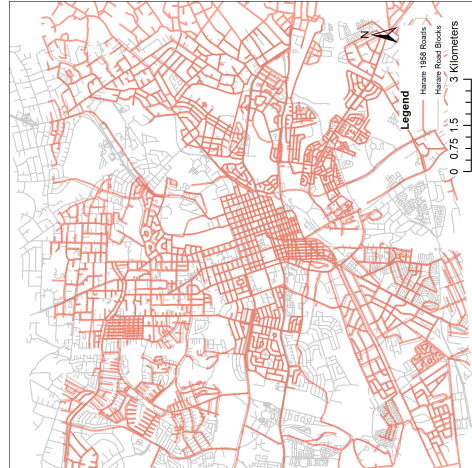 N
Legend
Harare 1958 Roads
Harare Road Blocks
0 0.75 1.5 3 Kilometers